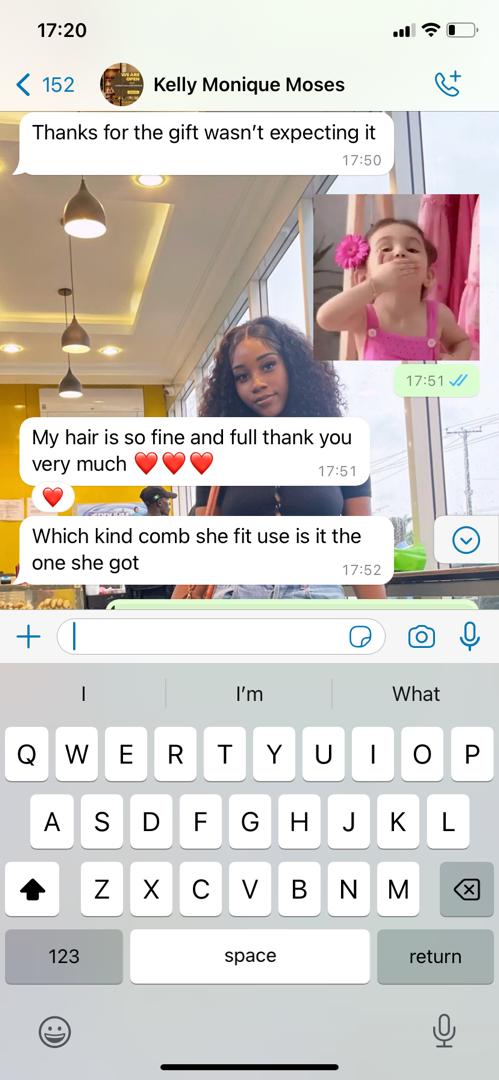 17:20
152
Kelly Monique Moses
Thanks for the gift wasn't expecting it
17:50
17:51
My hair is so fine and full thank you
very much ❤️❤️❤️
17:51
❤️
Which kind comb she fit use is it the
one she got
17:52
I
I'm
What
Q W E R T Y U I O P
A S D F G H J K L
Z X C V B N M
123
space
return